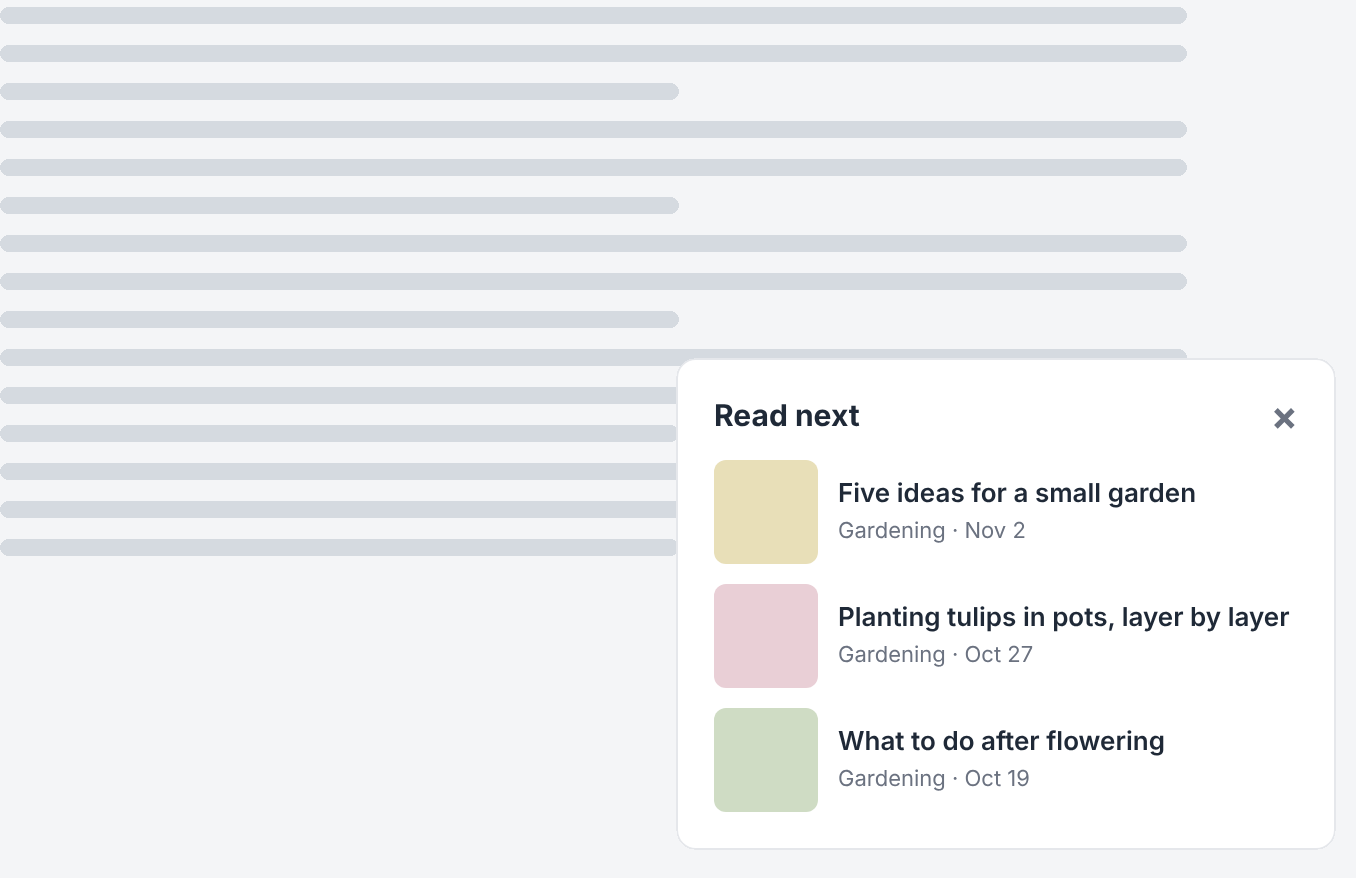 Read next
Five ideas for a small garden
Gardening · Nov 2
Planting tulips in pots, layer by layer
Gardening · Oct 27
What to do after flowering
Gardening · Oct 19